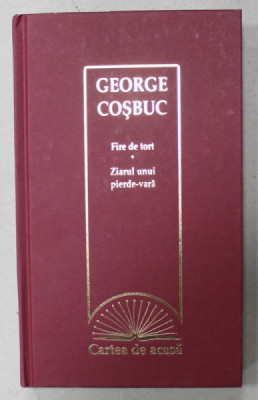 GEORGE
COŞBUC
Fire de tort
•
Ziarul unui
pierde-vară
Cartea de acasă